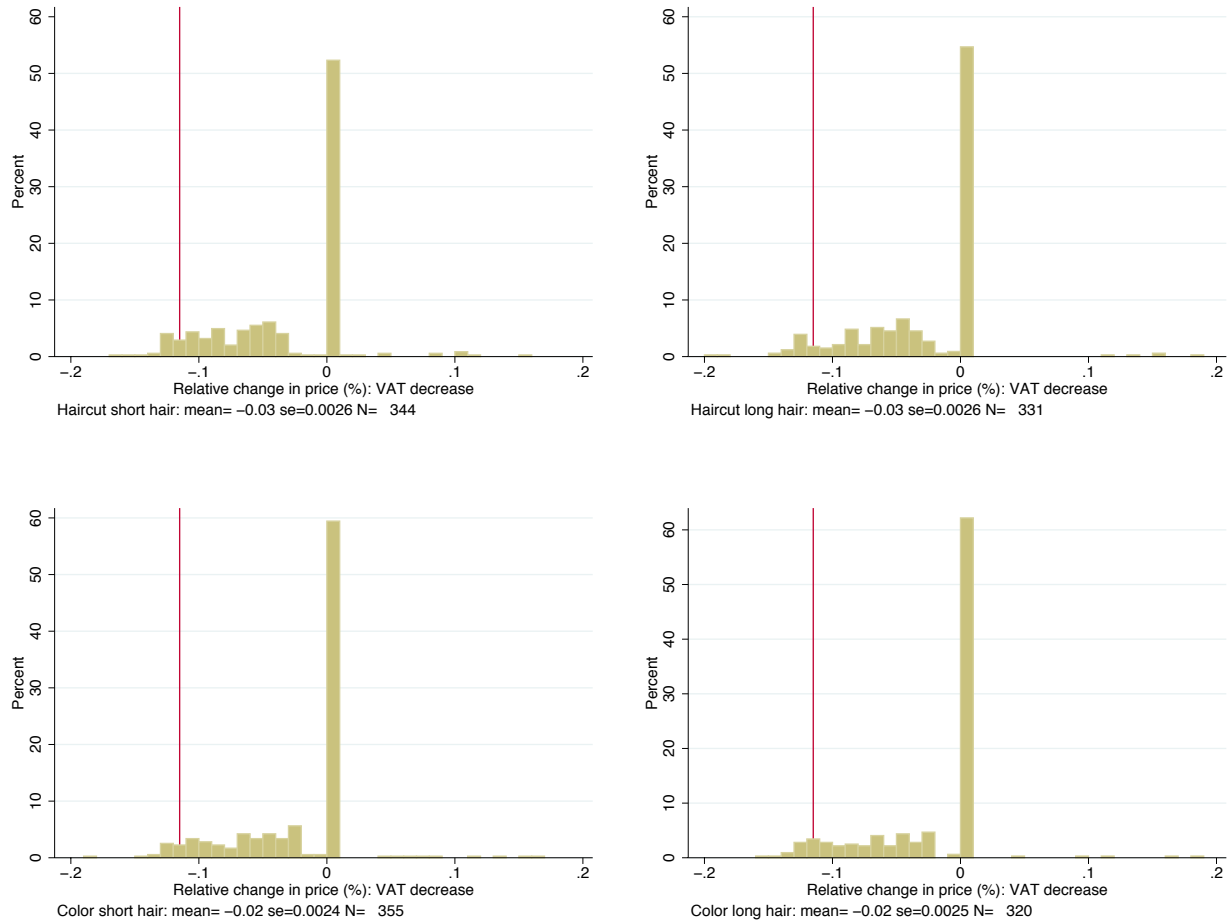 60
50
40
30
20
10
0
Percent
−.2 −.1 0 .1 .2
Relative change in price (%): VAT decrease
Haircut short hair: mean= −0.03 se=0.0026 N= 344
60
50
40
30
20
10
0
Percent
−.2 −.1 0 .1 .2
Relative change in price (%): VAT decrease
Haircut long hair: mean= −0.03 se=0.0026 N= 331
60
50
40
30
20
10
0
Percent
−.2 −.1 0 .1 .2
Relative change in price (%): VAT decrease
Color short hair: mean= −0.02 se=0.0024 N= 355
60
50
40
30
20
10
0
Percent
−.2 −.1 0 .1 .2
Relative change in price (%): VAT decrease
Color long hair: mean= −0.02 se=0.0025 N= 320